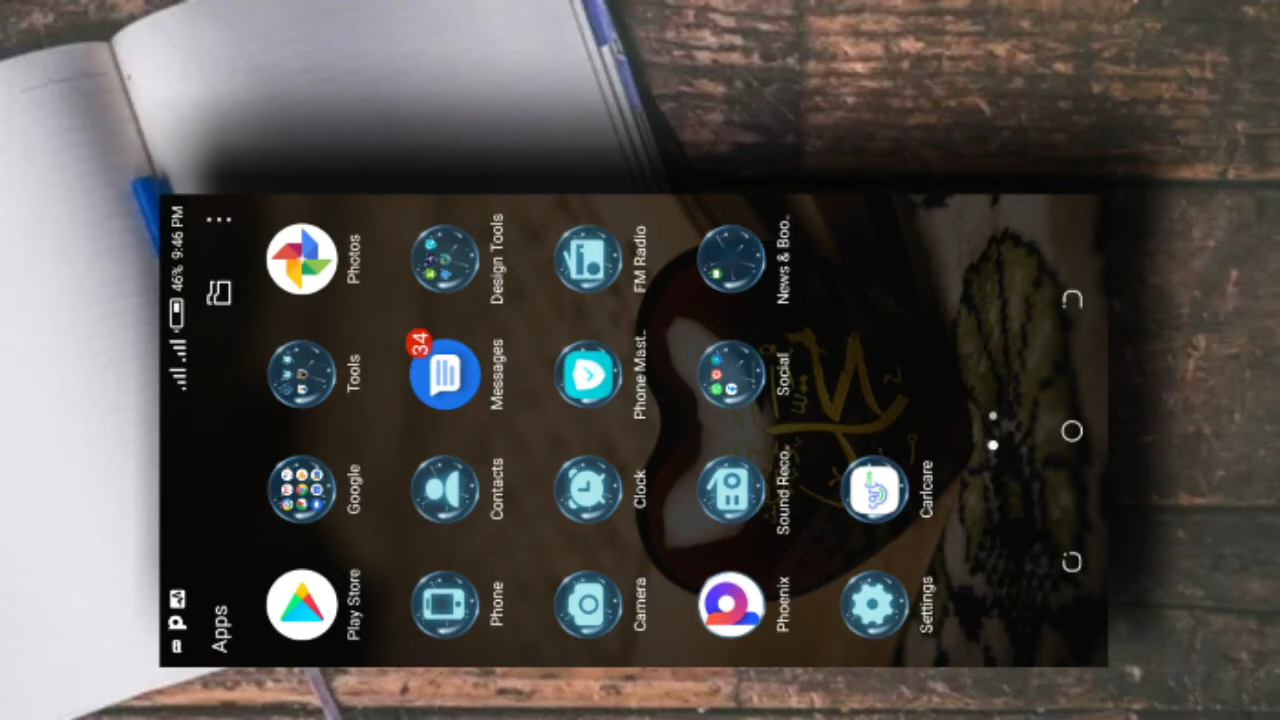 46% 9:46 PM
Apps
Play Store Google Tools Photos
34
Phone Contacts Messages Design Tools
Camera Clock Phone Mast.. FM Radio
Phoenix Sound Reco.. Social News & Boo..
Settings Carlcare